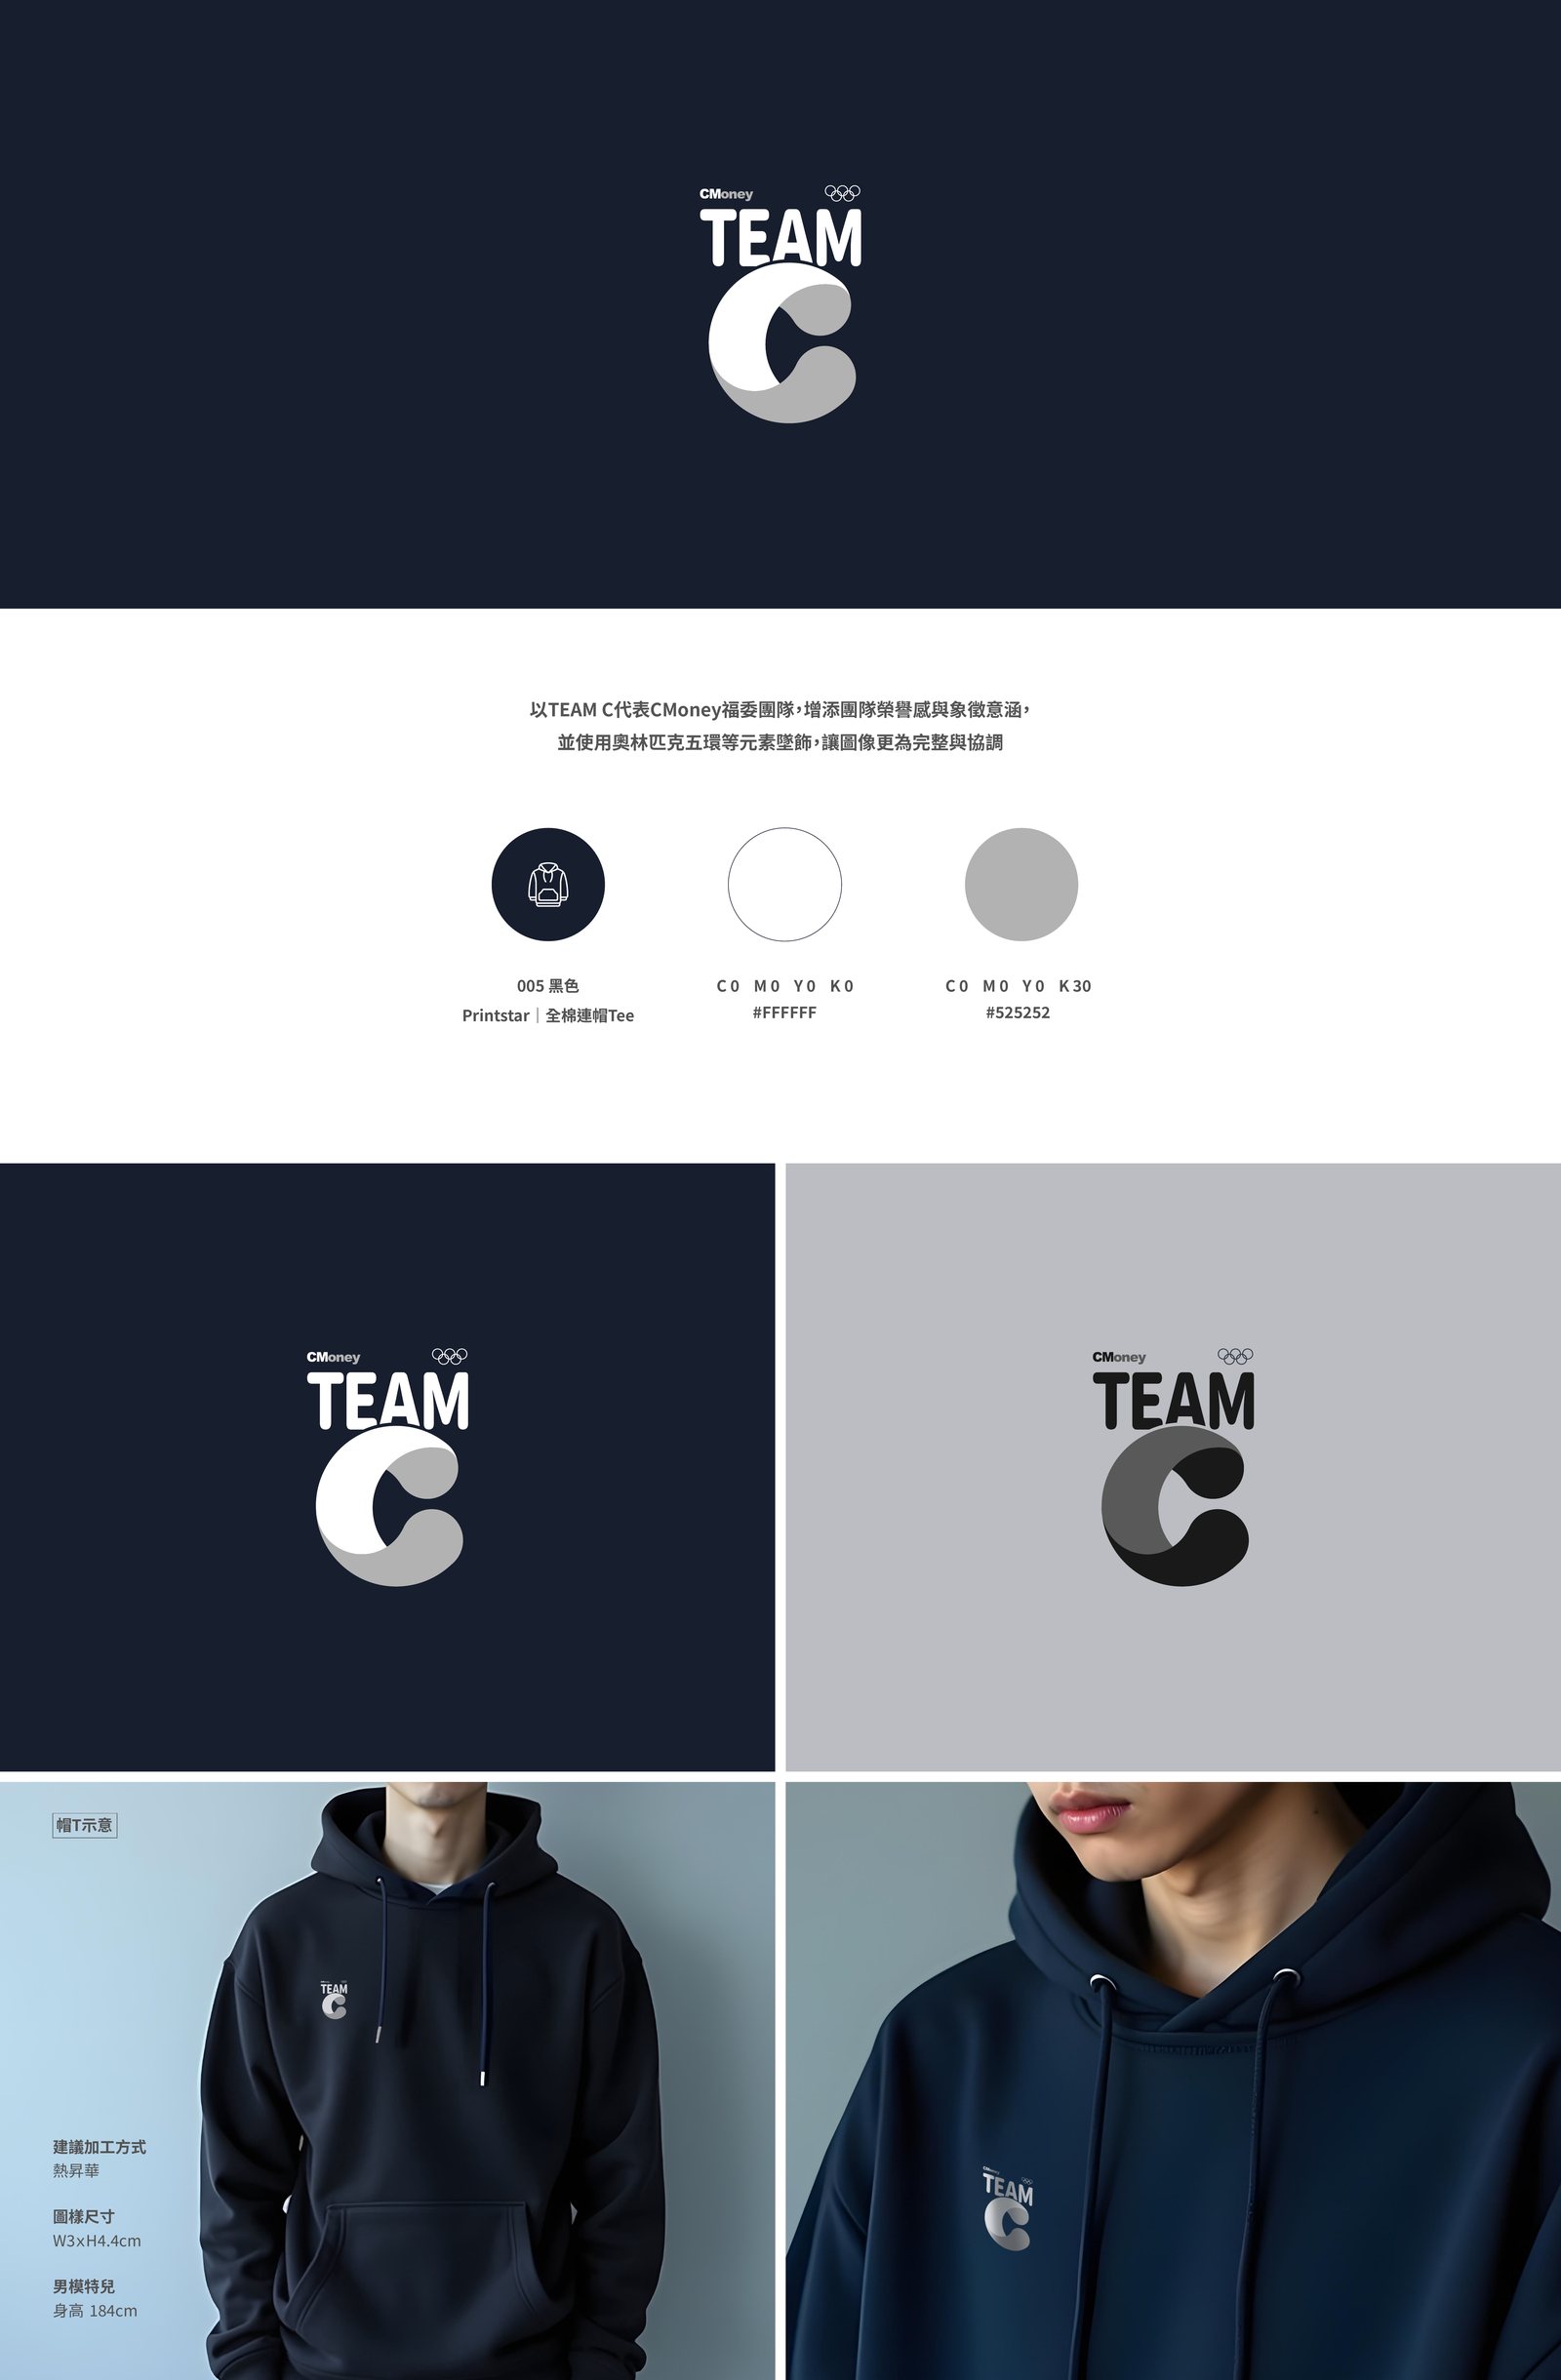 CMoney
TEAM
C
以TEAM C代表CMoney福委團隊，增添團隊榮譽感與象徵意涵，
並使用奧林匹克五環等元素墜飾，讓圖像更為完整與協調
005 黑色
Printstar｜全棉連帽Tee
C0 M0 Y0 K0
#FFFFFF
C0 M0 Y0 K30
#525252
CMoney
TEAM
C
CMoney
TEAM
C
帽T示意
TEAM
C
建議加工方式
熱昇華
圖樣尺寸
W3xH4.4cm
男模特兒
身高 184cm
CMoney
TEAM
C